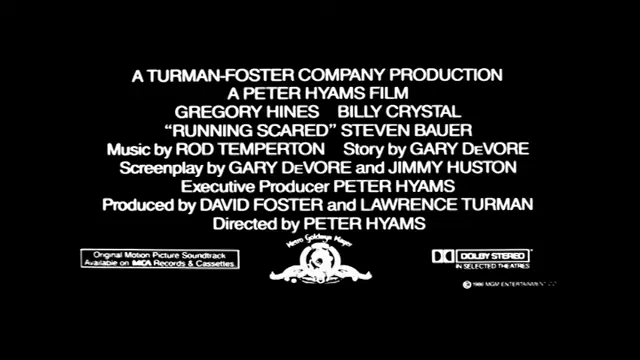 A TURMAN-FOSTER COMPANY PRODUCTION
A PETER HYAMS FILM
GREGORY HINES BILLY CRYSTAL
"RUNNING SCARED" STEVEN BAUER
Music by ROD TEMPERTON Story by GARY DeVORE
Screenplay by GARY DeVORE and JIMMY HUSTON
Executive Producer PETER HYAMS
Produced by DAVID FOSTER and LAWRENCE TURMAN
Directed by PETER HYAMS
Metro Goldwyn Mayer
Original Motion Picture Soundtrack
Available on MCA Records & Cassettes.
DOLBY STEREO
IN SELECTED THEATRES
© 1986 MGM ENTERTAINMENT